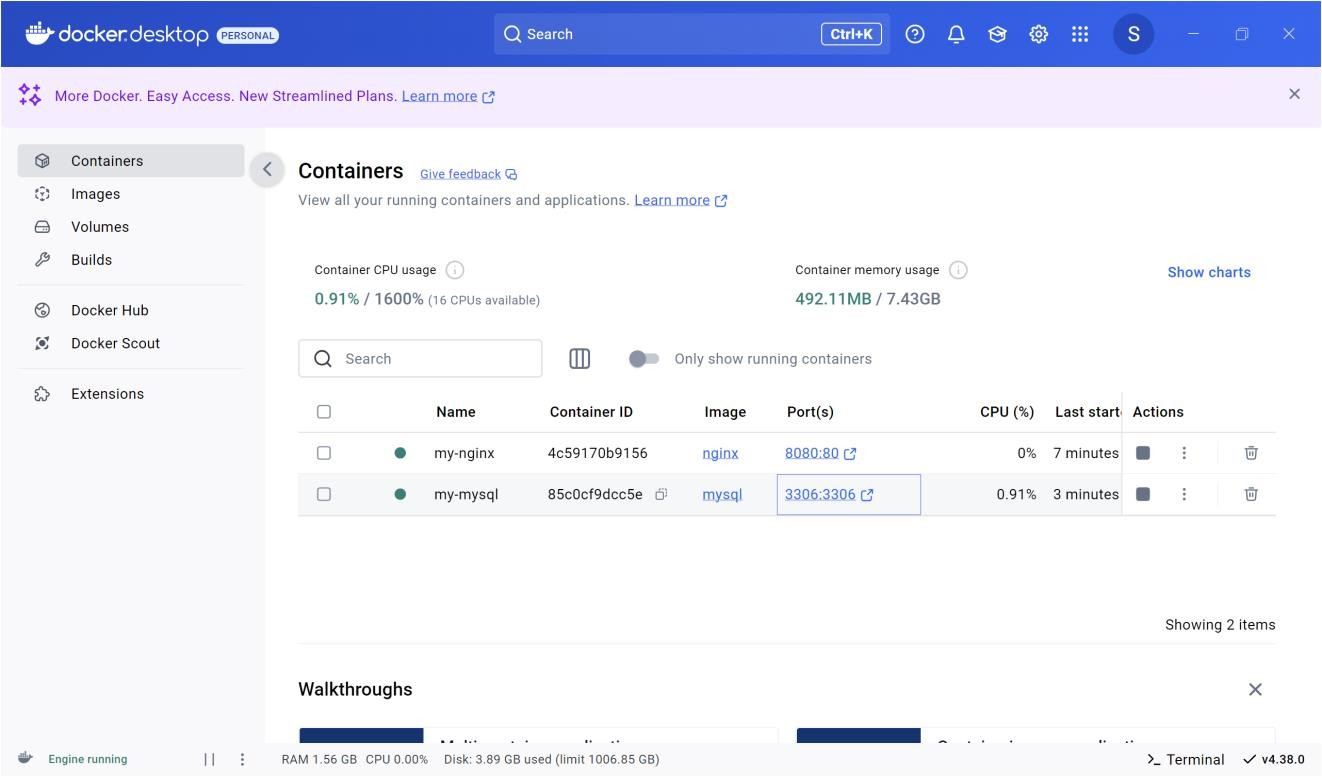 docker.desktop PERSONAL
Search Ctrl+K
S
More Docker. Easy Access. New Streamlined Plans. Learn more
Containers
Images
Volumes
Builds
Docker Hub
Docker Scout
Extensions
Containers Give feedback
View all your running containers and applications. Learn more
Container CPU usage
0.91% / 1600% (16 CPUs available)
Container memory usage
492.11MB / 7.43GB
Show charts
Search
Only show running containers
Name Container ID Image Port(s) CPU (%) Last starte Actions
my-nginx 4c59170b9156 nginx 8080:80 0% 7 minutes
my-mysql 85c0cf9dcc5e mysql 3306:3306 0.91% 3 minutes
Showing 2 items
Walkthroughs
Engine running
RAM 1.56 GB CPU 0.00% Disk: 3.89 GB used (limit 1006.85 GB)
Terminal v4.38.0